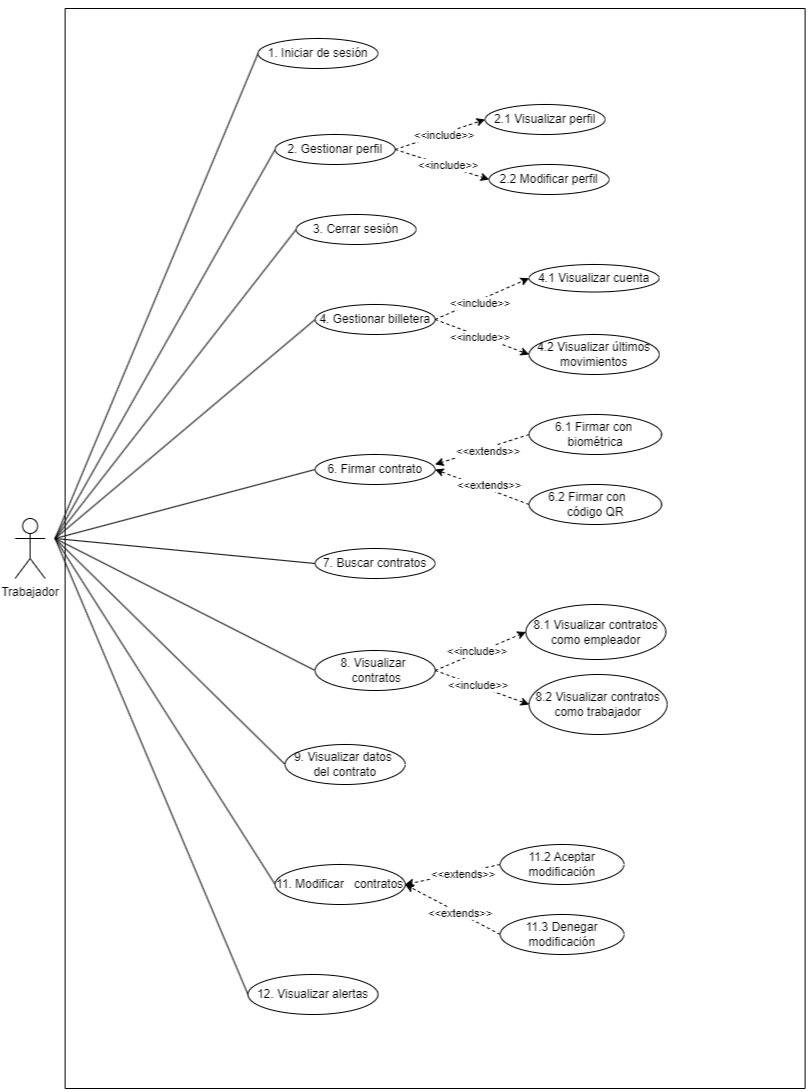 1. Iniciar de sesión
<<include>>
2.1 Visualizar perfil
2. Gestionar perfil
<<include>>
2.2 Modificar perfil
3. Cerrar sesión
4.1 Visualizar cuenta
<<include>>
4. Gestionar billetera
<<include>>
4.2 Visualizar últimos
movimientos
6.1 Firmar con
biométrica
<<extends>>
6. Firmar contrato
<<extends>>
6.2 Firmar con
código QR
Trabajador
7. Buscar contratos
8.1 Visualizar contratos
como empleador
<<include>>
8. Visualizar
contratos
<<include>>
8.2 Visualizar contratos
como trabajador
9. Visualizar datos
del contrato
11.2 Aceptar
modificación
<<extends>>
11. Modificar contratos
<<extends>>
11.3 Denegar
modificación
12. Visualizar alertas